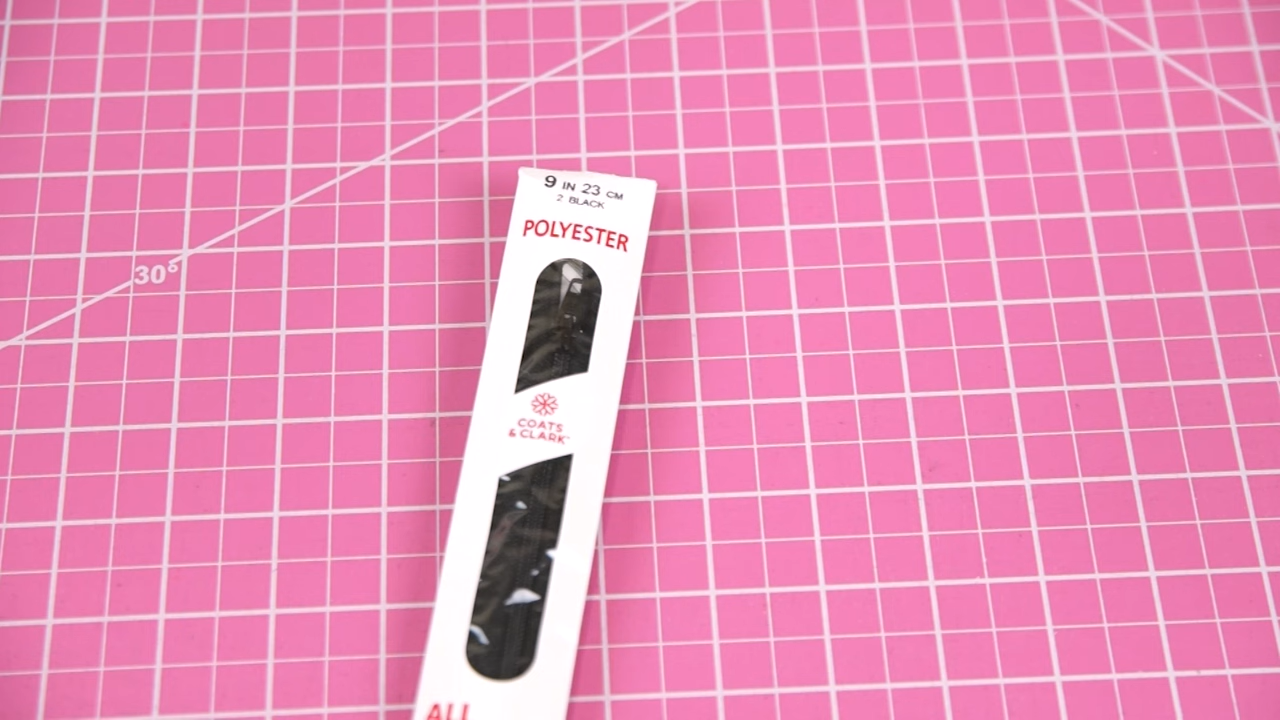 9 IN 23 CM
2 BLACK
POLYESTER
30°
COATS
& CLARK
ALL